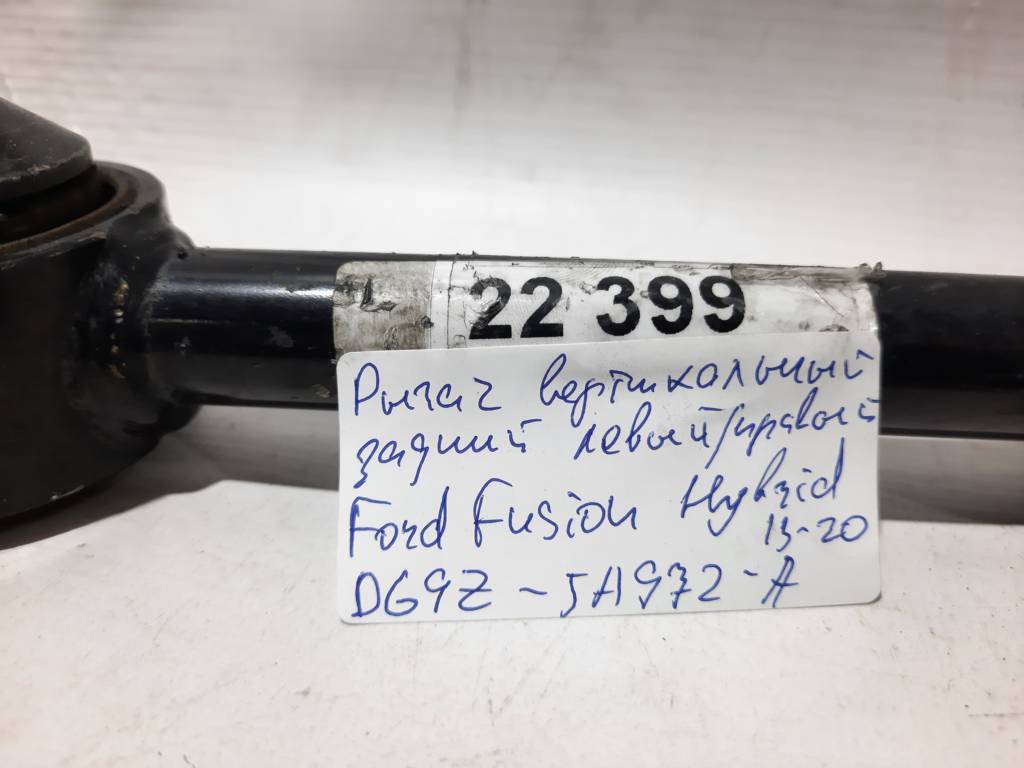 L 22 399
Рычаг вертикальный
задний левый/правый
Ford Fusion Hybrid
13-20
DG9Z-5A972-A